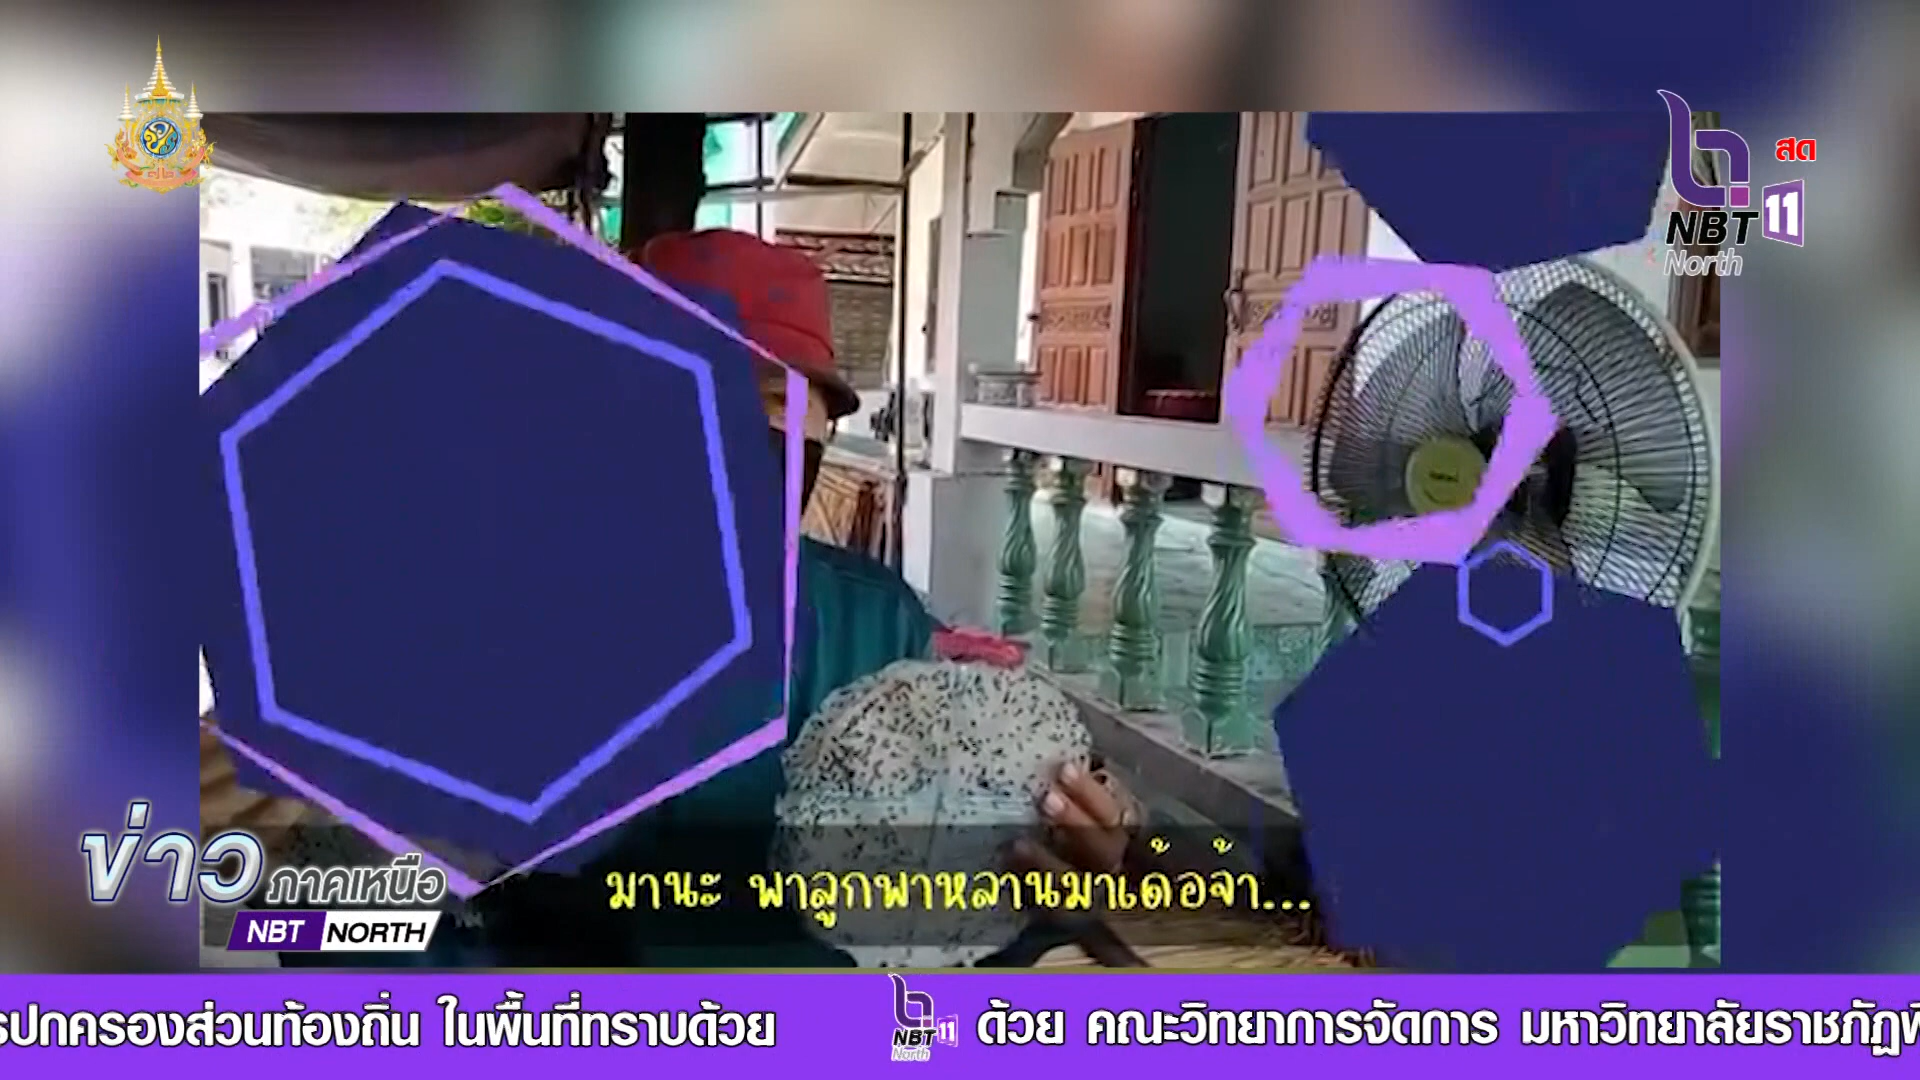 สด
NBT 11
North
มานะ พาลูกพาหลานมาเด้อจ้า...
ข่าว
ภาคเหนือ
NBT NORTH
รปกครองส่วนท้องถิ่น ในพื้นที่ทราบด้วย
NBT 11
North
ด้วย คณะวิทยาการจัดการ มหาวิทยาลัยราชภัฏพิ